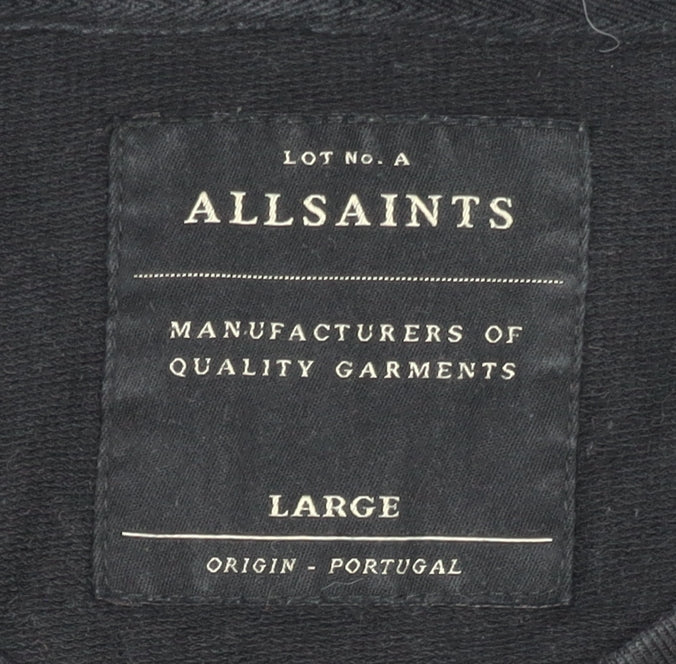 LOT No. A
ALLSAINTS
MANUFACTURERS OF
QUALITY GARMENTS
LARGE
ORIGIN - PORTUGAL